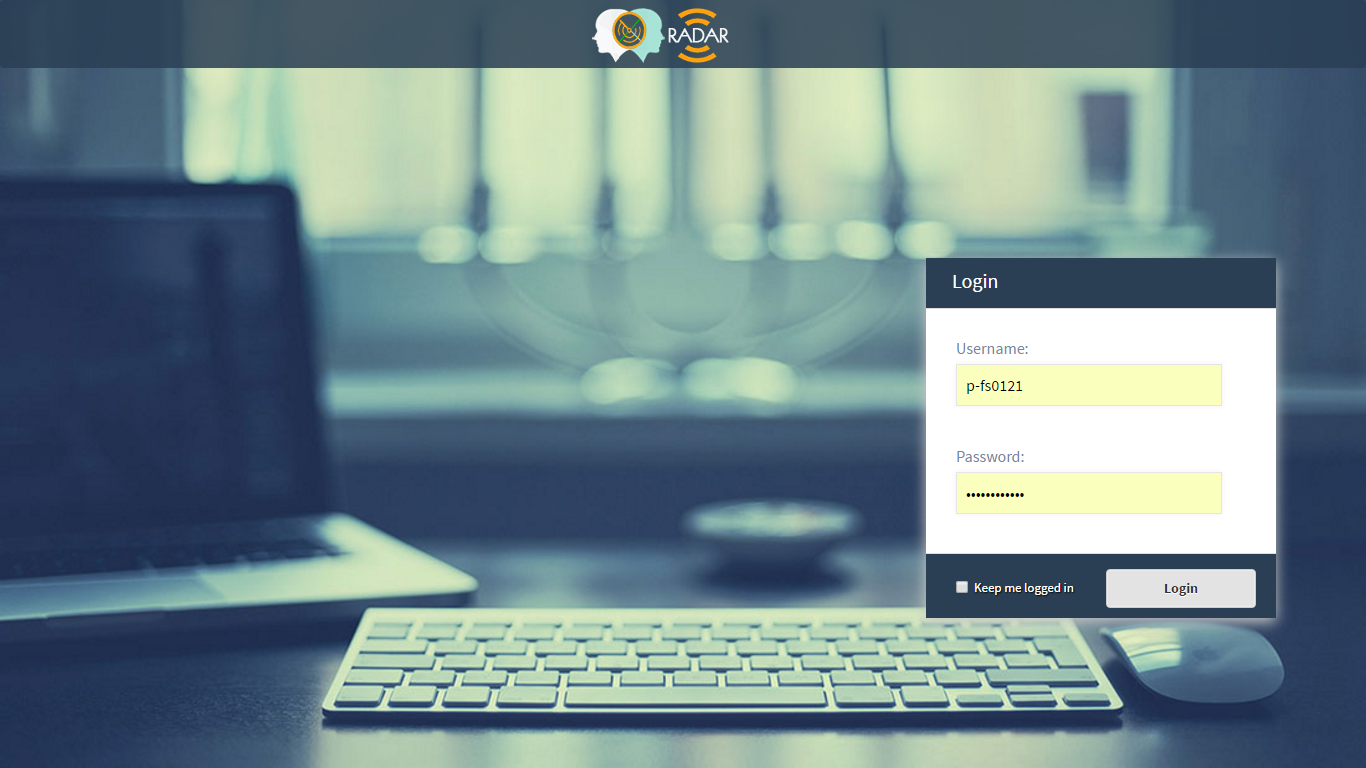 RADAR
Login
Username:
p-fs0121
Password:
••••••••••••
Keep me logged in
Login